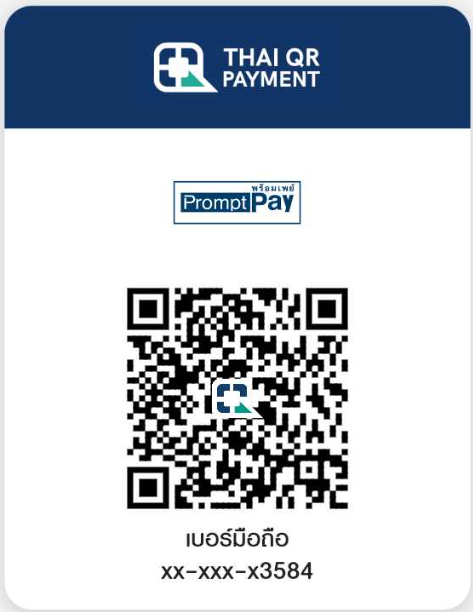 THAI QR
PAYMENT
พร้อมเพย์
Prompt Pay
เบอร์มือถือ
xx-xxx-x3584